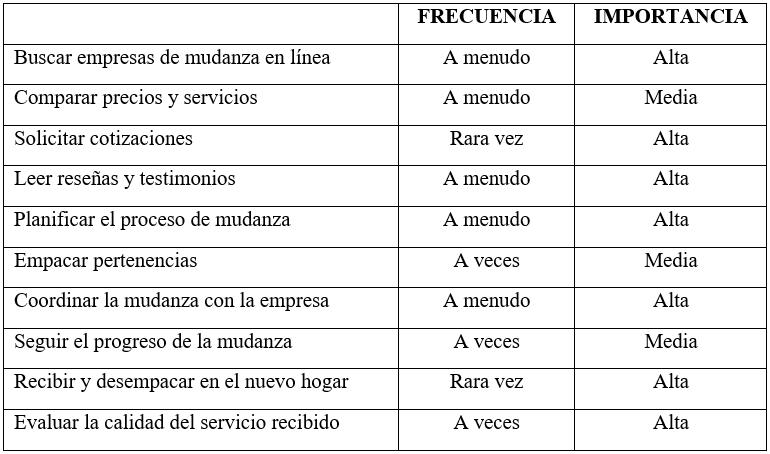 FRECUENCIA IMPORTANCIA
Buscar empresas de mudanza en línea A menudo Alta
Comparar precios y servicios A menudo Media
Solicitar cotizaciones Rara vez Alta
Leer reseñas y testimonios A menudo Alta
Planificar el proceso de mudanza A menudo Alta
Empacar pertenencias A veces Media
Coordinar la mudanza con la empresa A menudo Alta
Seguir el progreso de la mudanza A veces Media
Recibir y desempacar en el nuevo hogar Rara vez Alta
Evaluar la calidad del servicio recibido A veces Alta